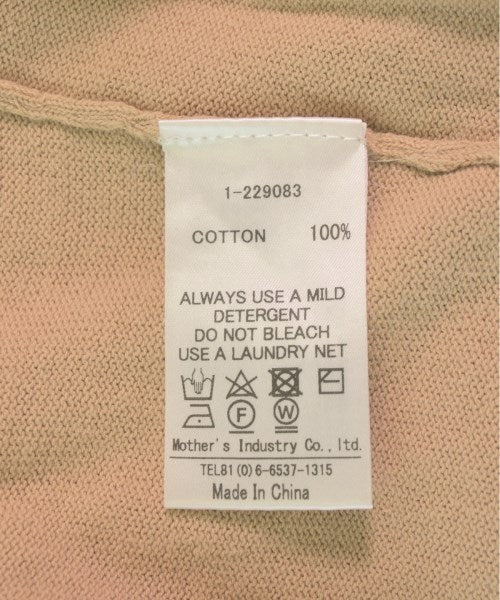 1-229083
COTTON 100%
ALWAYS USE A MILD
DETERGENT
DO NOT BLEACH
USE A LAUNDRY NET
F W
Mother's Industry Co., ltd.
TEL81(0)6-6537-1315
Made In China